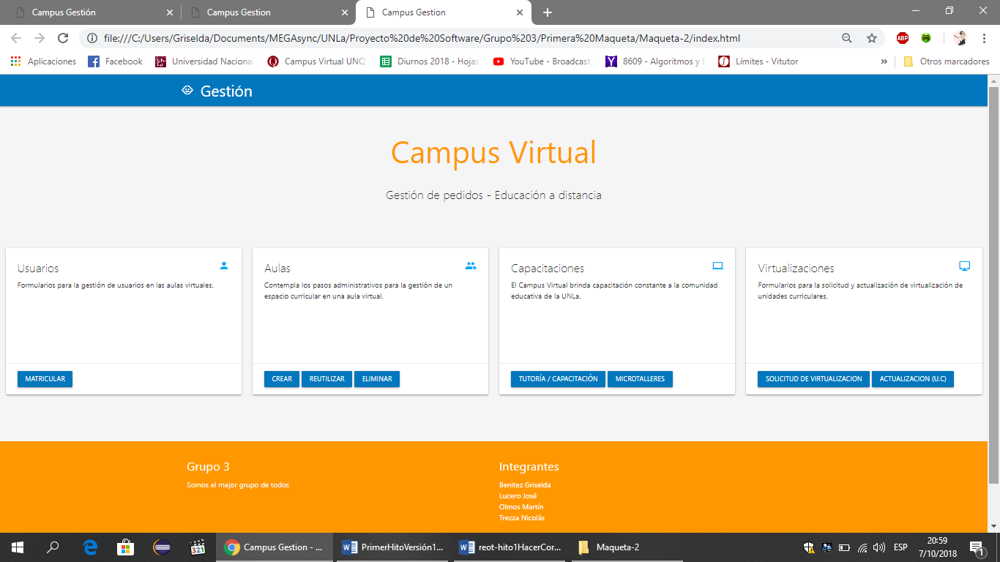 Campus Gestión
Campus Gestion
Campus Gestion
file:///C:/Users/Griselda/Documents/MEGAsync/UNLa/Proyecto%20de%20Software/Grupo%203/Primera%20Maqueta/Maqueta-2/index.html
ABP
Aplicaciones
Facebook
Universidad Nacional
Campus Virtual UNQ
Diurnos 2018 - Hojas
YouTube - Broadcast
8609 - Algoritmos y E
Límites - Vitutor
»
Otros marcadores
Gestión
Campus Virtual
Gestión de pedidos - Educación a distancia
Usuarios
Formularios para la gestión de usuarios en las aulas virtuales.
MATRICULAR
Aulas
Contempla los pasos administrativos para la gestión de un
espacio curricular en una aula virtual.
CREAR
REUTILIZAR
ELIMINAR
Capacitaciones
El Campus Virtual brinda capacitación constante a la comunidad
educativa de la UNLa.
TUTORÍA / CAPACITACIÓN
MICROTALLERES
Virtualizaciones
Formularios para la solicitud y actualización de virtualización de
unidades curriculares.
SOLICITUD DE VIRTUALIZACION
ACTUALIZACION (U.C)
Grupo 3
Somos el mejor grupo de todos
Integrantes
Benitez Griselda
Lucero José
Olmos Martín
Trezza Nicolás
321
Campus Gestion - ...
PrimerHitoVersión1...
reot-hito1HacerCor...
Maqueta-2
ESP
20:59
7/10/2018
1